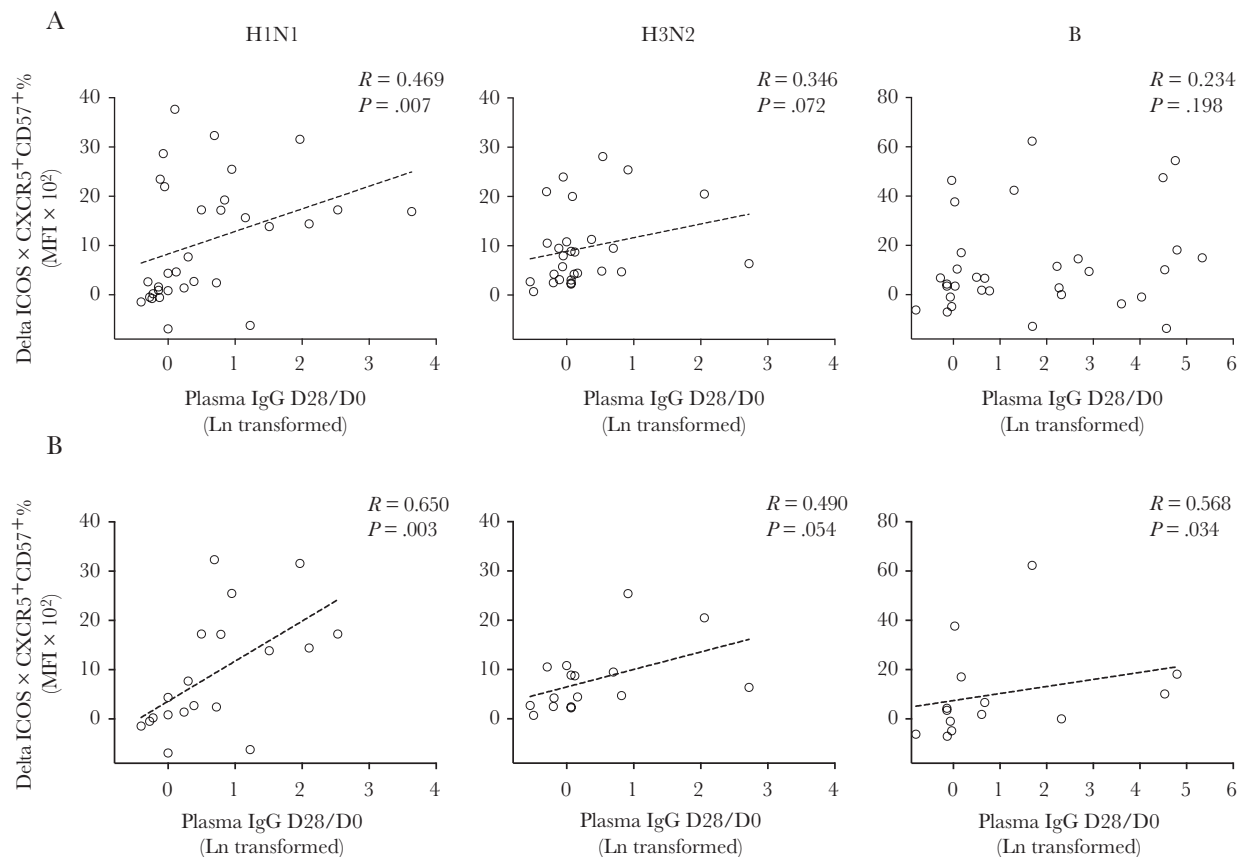 A
H1N1
H3N2
B
R = 0.469
P = .007
R = 0.346
P = .072
R = 0.234
P = .198
Delta ICOS × CXCR5+CD57+%
(MFI × 10²)
40
30
20
10
0
40
30
20
10
0
80
60
40
20
0
0 1 2 3 4
0 1 2 3 4
0 1 2 3 4 5 6
Plasma IgG D28/D0
(Ln transformed)
Plasma IgG D28/D0
(Ln transformed)
Plasma IgG D28/D0
(Ln transformed)
B
R = 0.650
P = .003
R = 0.490
P = .054
R = 0.568
P = .034
Delta ICOS × CXCR5+CD57+%
(MFI × 10²)
40
30
20
10
0
40
30
20
10
0
80
60
40
20
0
0 1 2 3 4
0 1 2 3 4
0 1 2 3 4 5 6
Plasma IgG D28/D0
(Ln transformed)
Plasma IgG D28/D0
(Ln transformed)
Plasma IgG D28/D0
(Ln transformed)